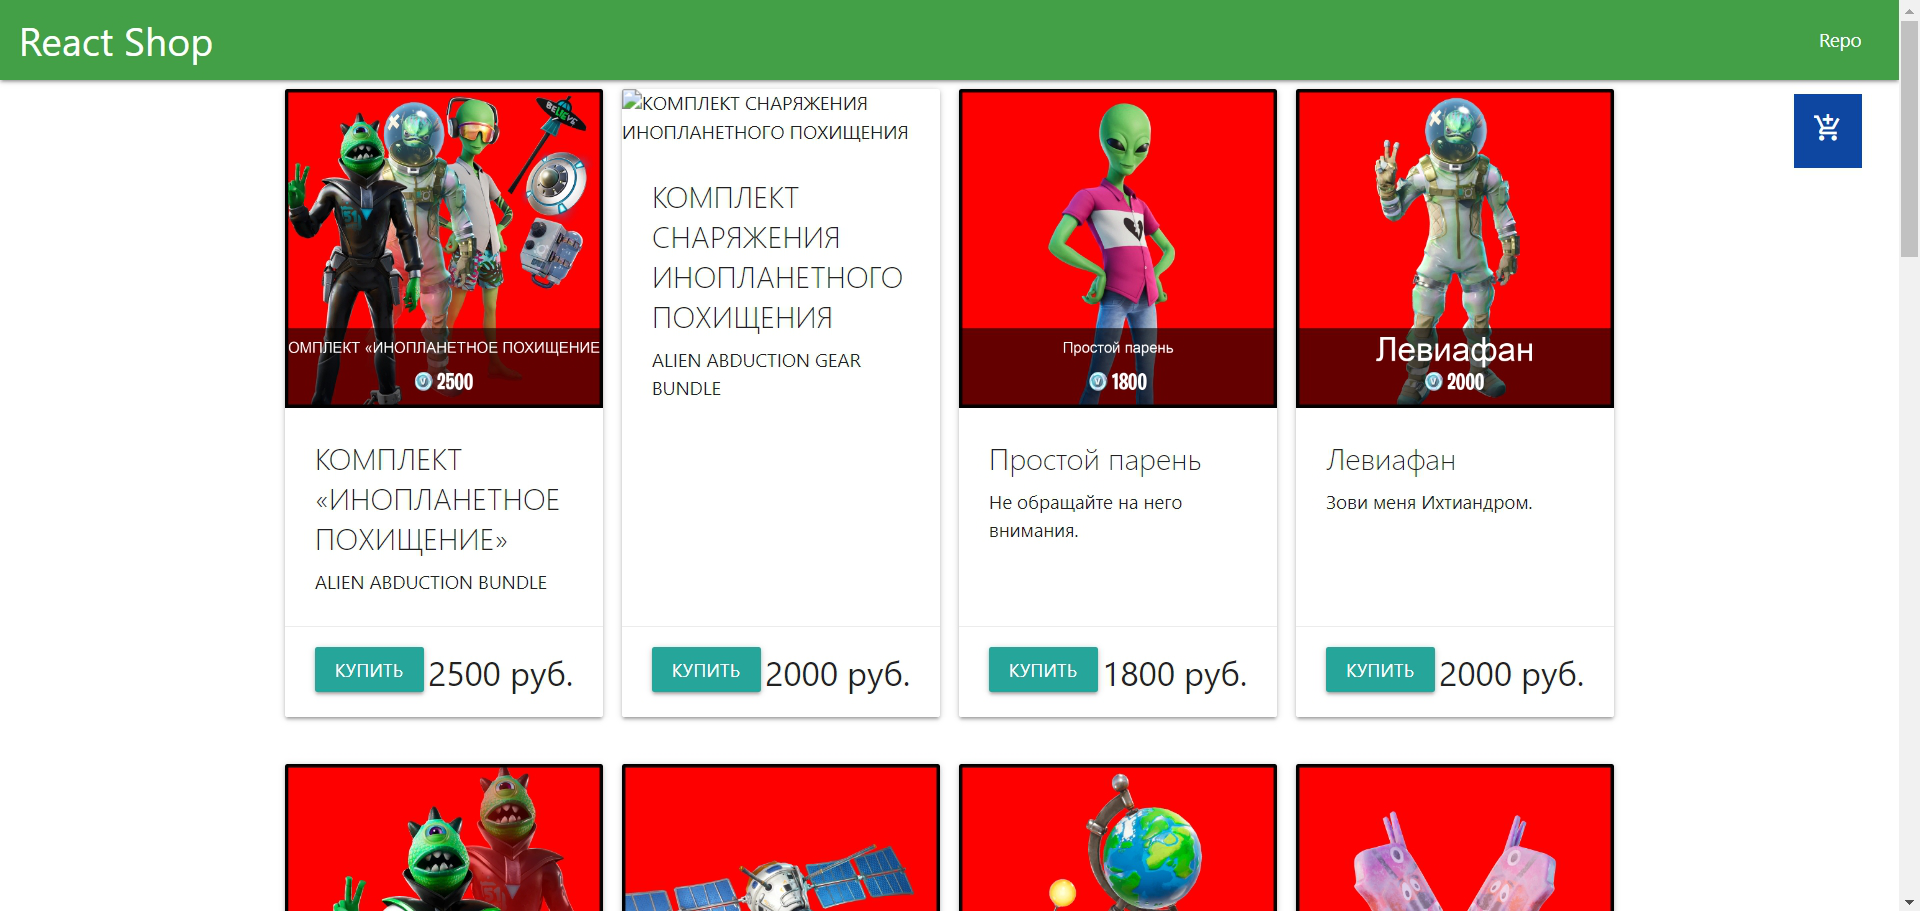 React Shop
Repo
BELIEVE
ОМПЛЕКТ «ИНОПЛАНЕТНОЕ ПОХИЩЕНИЕ
2500
КОМПЛЕКТ
«ИНОПЛАНЕТНОЕ
ПОХИЩЕНИЕ»
ALIEN ABDUCTION BUNDLE
КУПИТЬ 2500 руб.
КОМПЛЕКТ СНАРЯЖЕНИЯ
ИНОПЛАНЕТНОГО ПОХИЩЕНИЯ
КОМПЛЕКТ
СНАРЯЖЕНИЯ
ИНОПЛАНЕТНОГО
ПОХИЩЕНИЯ
ALIEN ABDUCTION GEAR
BUNDLE
КУПИТЬ 2000 руб.
Простой парень
1800
Простой парень
Не обращайте на него
внимания.
КУПИТЬ 1800 руб.
Левиафан
2000
Левиафан
Зови меня Ихтиандром.
КУПИТЬ 2000 руб.